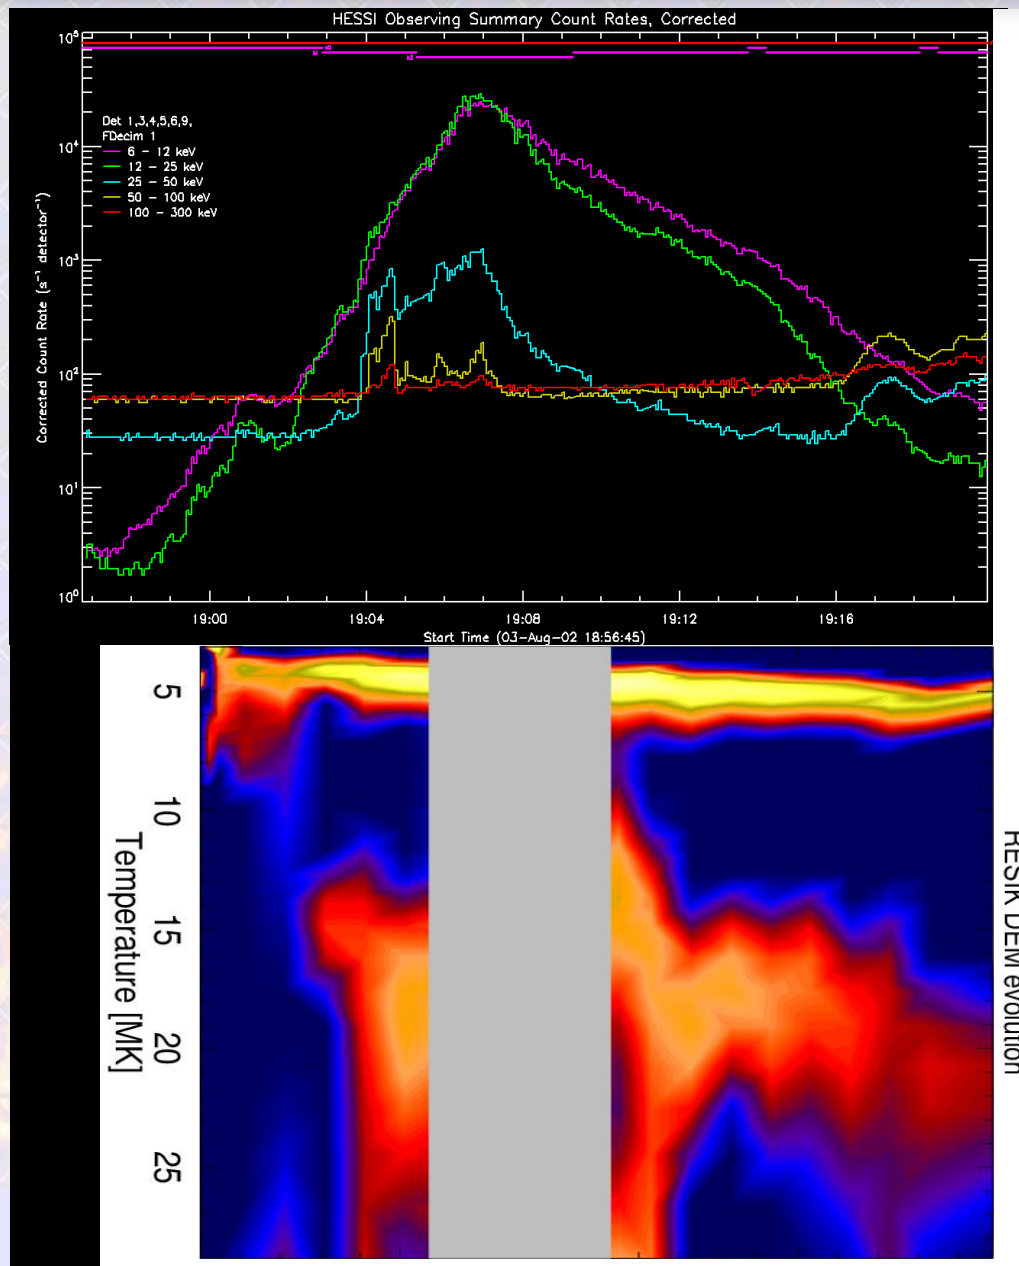 HESSI Observing Summary Count Rates, Corrected
10⁵
10⁴
10³
10²
10¹
10⁰
Corrected Count Rate (s⁻¹ detector⁻¹)
Det 1,3,4,5,6,9,
FDecim 1
6 - 12 keV
12 - 25 keV
25 - 50 keV
50 - 100 keV
100 - 300 keV
19:00
19:04
19:08
19:12
19:16
Start Time (03-Aug-02 18:56:45)
5
10
15
20
25
Temperature [MK]
RESIK DEM evolution